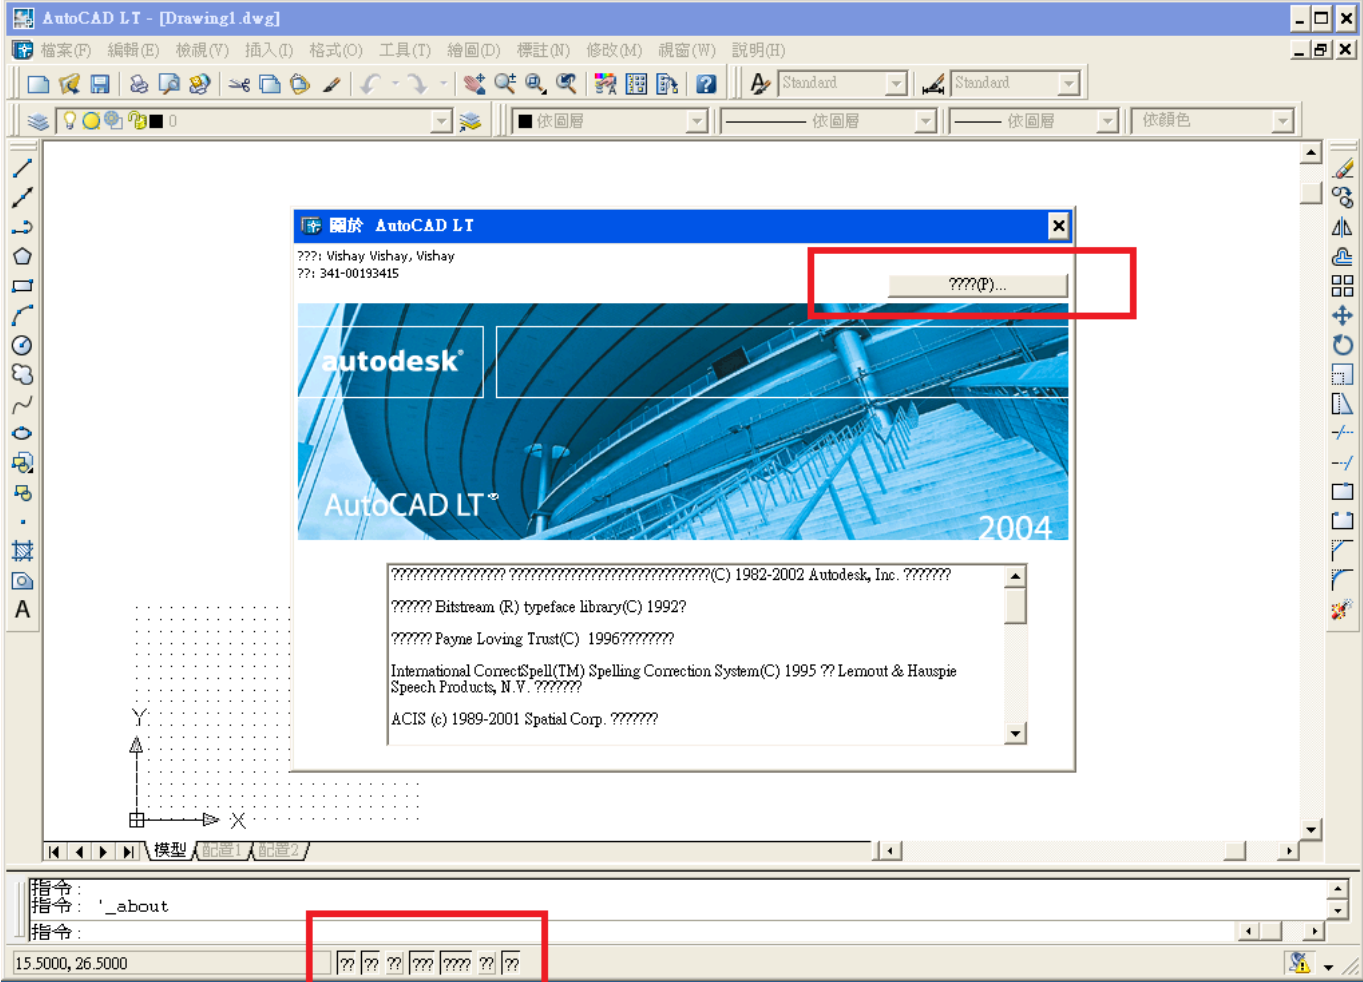 AutoCAD LT - [Drawing1.dwg]
檔案(F) 編輯(E) 檢視(V) 插入(I) 格式(O) 工具(T) 繪圖(D) 標註(N) 修改(M) 視窗(W) 說明(H)
Standard Standard
0 依圖層 依圖層 依圖層 依顏色
關於 AutoCAD LT
???: Vishay Vishay, Vishay
??: 341-00193415
????(P)...
autodesk®
AutoCAD LT®
2004
???????????????? ????????????????????????????(C) 1982-2002 Autodesk, Inc. ???????
?????? Bitstream (R) typeface library(C) 1992?
?????? Payne Loving Trust(C) 1996????????
International CorrectSpell(TM) Spelling Correction System(C) 1995 ?? Lernout & Hauspie
Speech Products, N.V. ???????
ACIS (c) 1989-2001 Spatial Corp. ???????
A
Y
X
模型 配置1 配置2
指令:
指令: '_about
指令:
15.5000, 26.5000 ?? ?? ?? ??? ???? ?? ??